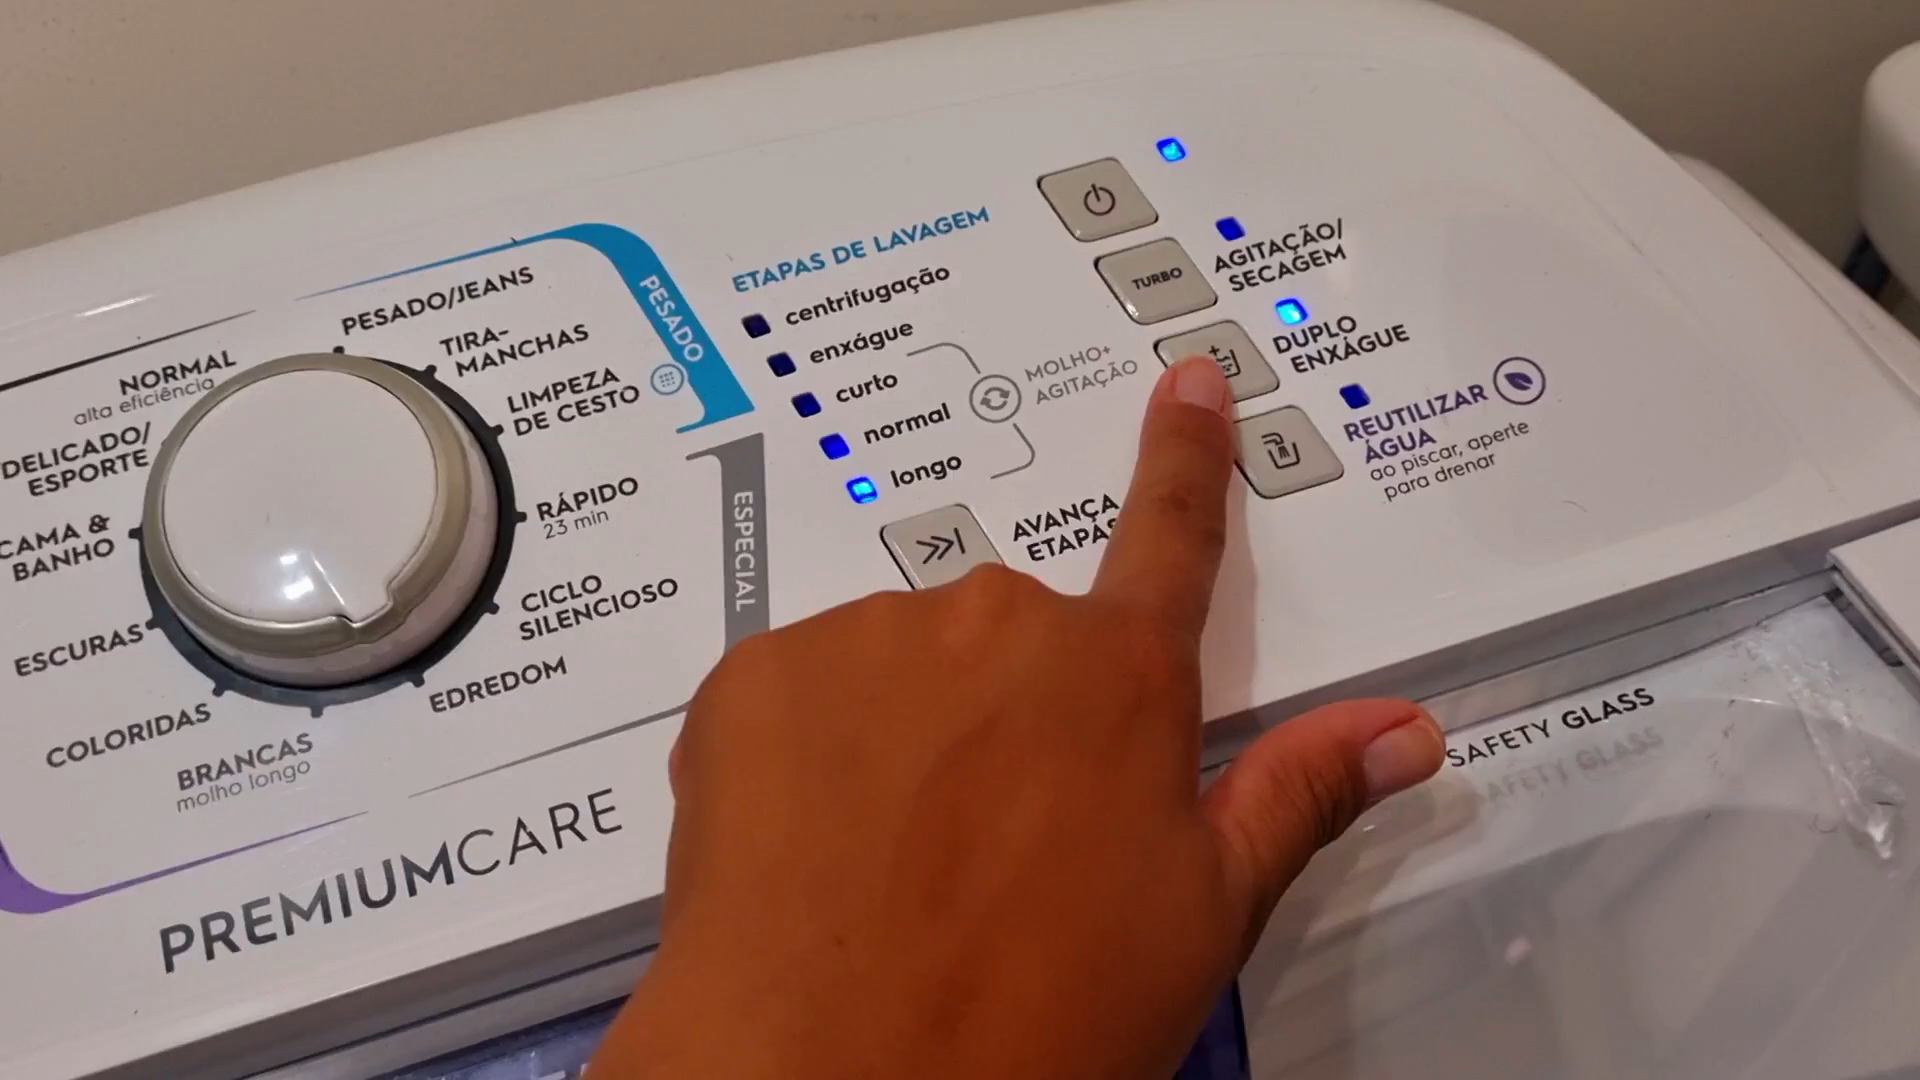 PESADO/JEANS
TIRA-
MANCHAS
LIMPEZA
DE CESTO
PESADO
NORMAL
alta eficiência
DELICADO/
ESPORTE
CAMA &
BANHO
ESCURAS
COLORIDAS
BRANCAS
molho longo
RÁPIDO
23 min
CICLO
SILENCIOSO
EDREDOM
ESPECIAL
PREMIUMCARE
ETAPAS DE LAVAGEM
centrifugação
enxágue
curto
normal
longo
MOLHO+
AGITAÇÃO
AVANÇA
ETAPAS
TURBO
AGITAÇÃO/
SECAGEM
DUPLO
ENXÁGUE
REUTILIZAR
ÁGUA
ao piscar, aperte
para drenar
SAFETY GLASS